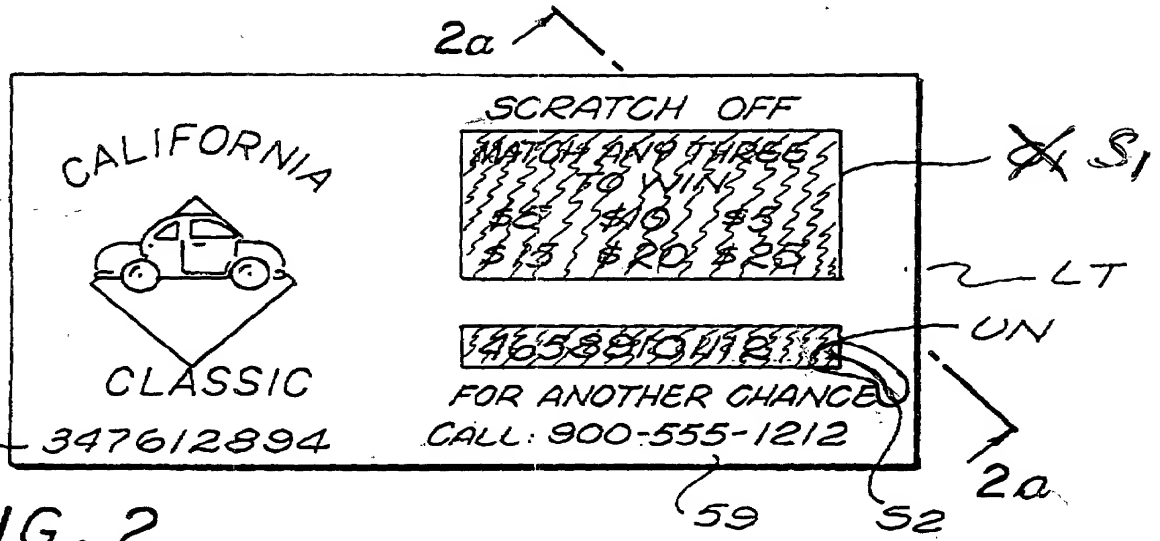 2a
SCRATCH OFF
CALIFORNIA
MATCH ANY THREE
TO WIN
$10 $5
$15 $20 $25
S1
LT
UN
CLASSIC
FOR ANOTHER CHANCE
347612894
CALL: 900-555-1212
2a
59
S2
FIG. 2